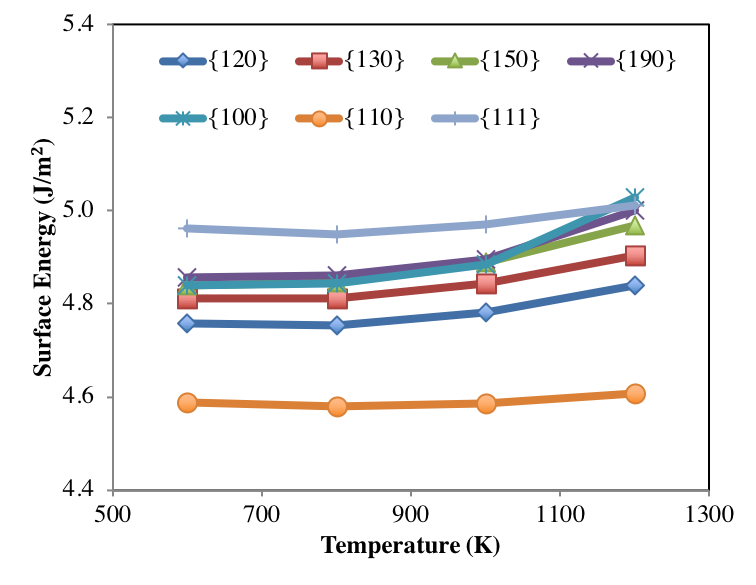 5.4
{120} {130} {150} {190}
5.2
{100} {110} {111}
5.0
4.8
4.6
4.4
Surface Energy (J/m²)
500 700 900 1100 1300
Temperature (K)